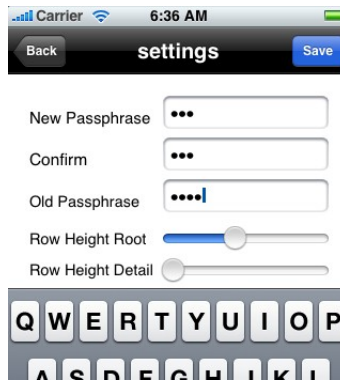 Carrier 6:36 AM
Back settings Save
New Passphrase •••
Confirm •••
Old Passphrase ••••
Row Height Root
Row Height Detail
Q W E R T Y U I O P
A S D F G H J K L